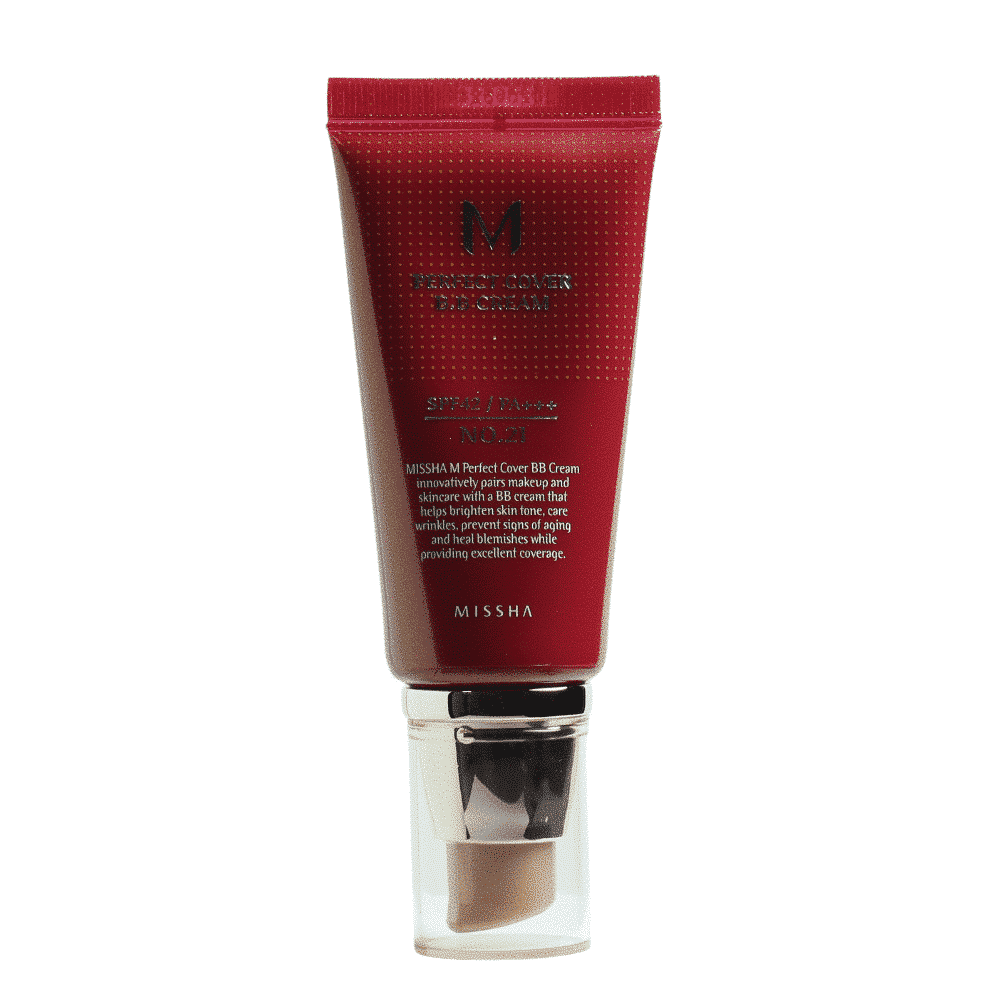 M
PERFECT COVER
B.B CREAM
SPF42 / PA+++
NO.21
MISSHA M Perfect Cover BB Cream
innovatively pairs makeup and
skincare with a BB cream that
helps brighten skin tone, care
wrinkles, prevent signs of aging
and heal blemishes while
providing excellent coverage.
MISSHA